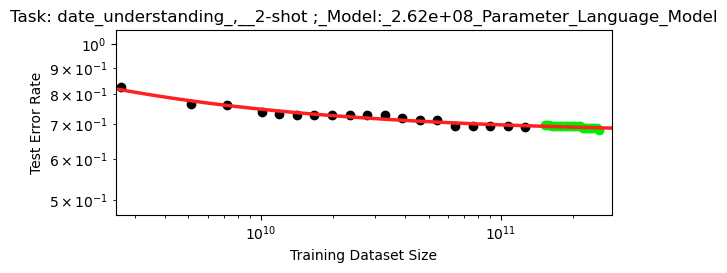 Task: date_understanding_,__2-shot ;_Model:_2.62e+08_Parameter_Language_Model
10⁰
9 × 10⁻¹
8 × 10⁻¹
7 × 10⁻¹
6 × 10⁻¹
5 × 10⁻¹
Test Error Rate
10¹⁰
10¹¹
Training Dataset Size